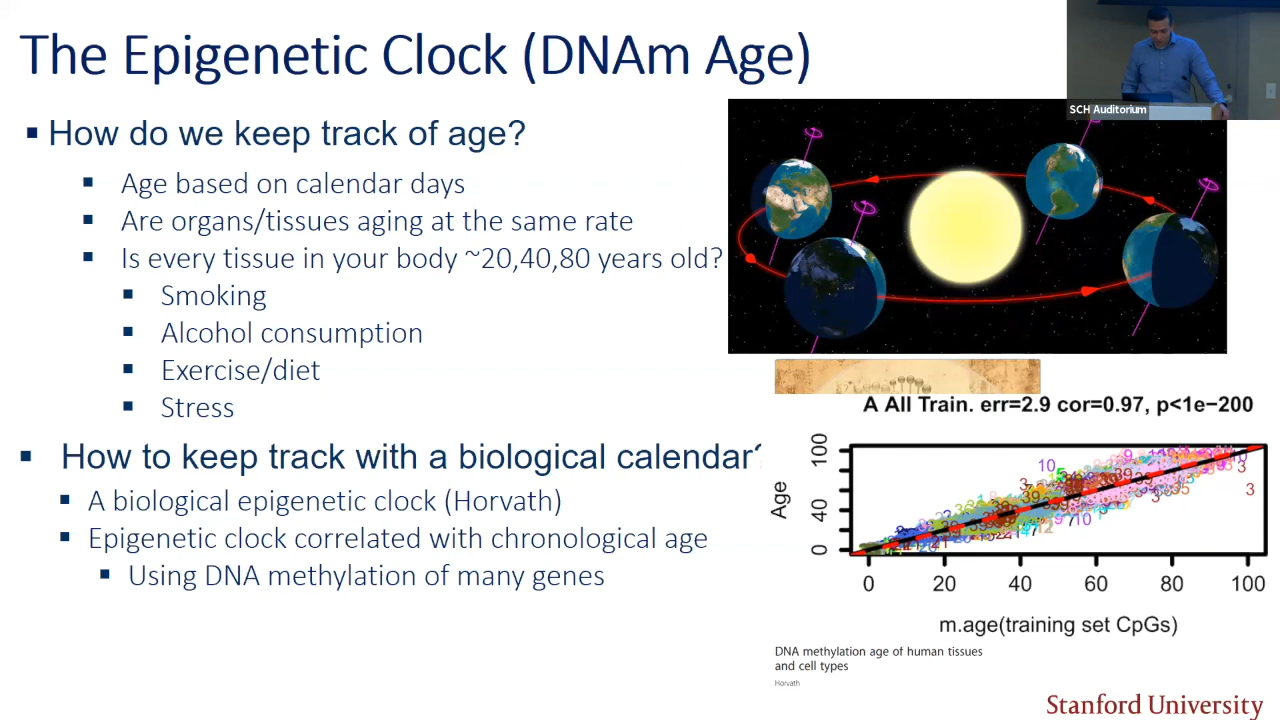 The Epigenetic Clock (DNAm Age)
SCH Auditorium
▪ How do we keep track of age?
▪ Age based on calendar days
▪ Are organs/tissues aging at the same rate
▪ Is every tissue in your body ~20,40,80 years old?
▪ Smoking
▪ Alcohol consumption
▪ Exercise/diet
▪ Stress
▪ How to keep track with a biological calendar?
▪ A biological epigenetic clock (Horvath)
▪ Epigenetic clock correlated with chronological age
▪ Using DNA methylation of many genes
A All Train. err=2.9 cor=0.97, p<1e−200
Age
100
40
0
0 20 40 60 80 100
m.age(training set CpGs)
DNA methylation age of human tissues
and cell types
Horvath
Stanford University